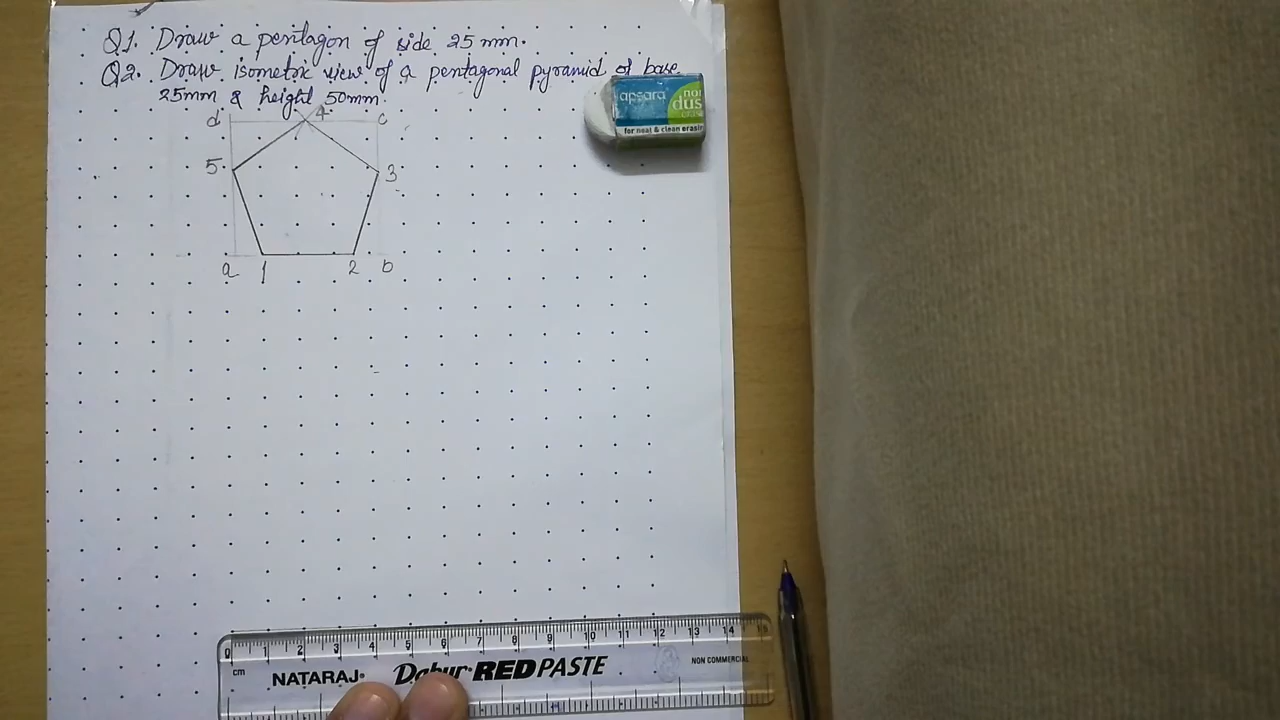 Q1. Draw a pentagon of side 25 mm.
Q2. Draw isometric view of a pentagonal pyramid of base
25mm & height 50mm.
d 4 c
5 3
a 1 2 b
apsara
for neat & clean
0 1 2 3 4 5 6 7 8 9 10 11 12 13 14 15
cm NATARAJ Dabur RED PASTE NON COMMERCIAL